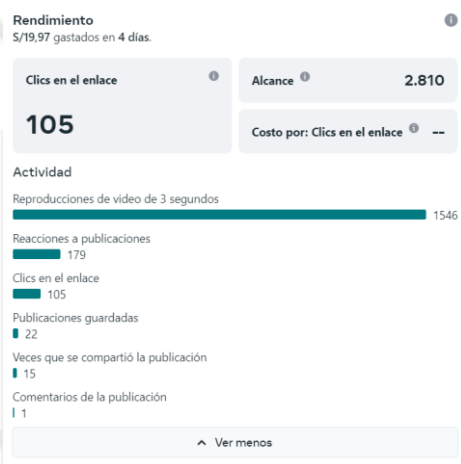 Rendimiento
S/19,97 gastados en 4 días.
Clics en el enlace
105
Alcance
2.810
Costo por: Clics en el enlace --
Actividad
Reproducciones de video de 3 segundos
1546
Reacciones a publicaciones
179
Clics en el enlace
105
Publicaciones guardadas
22
Veces que se compartió la publicación
15
Comentarios de la publicación
1
Ver menos